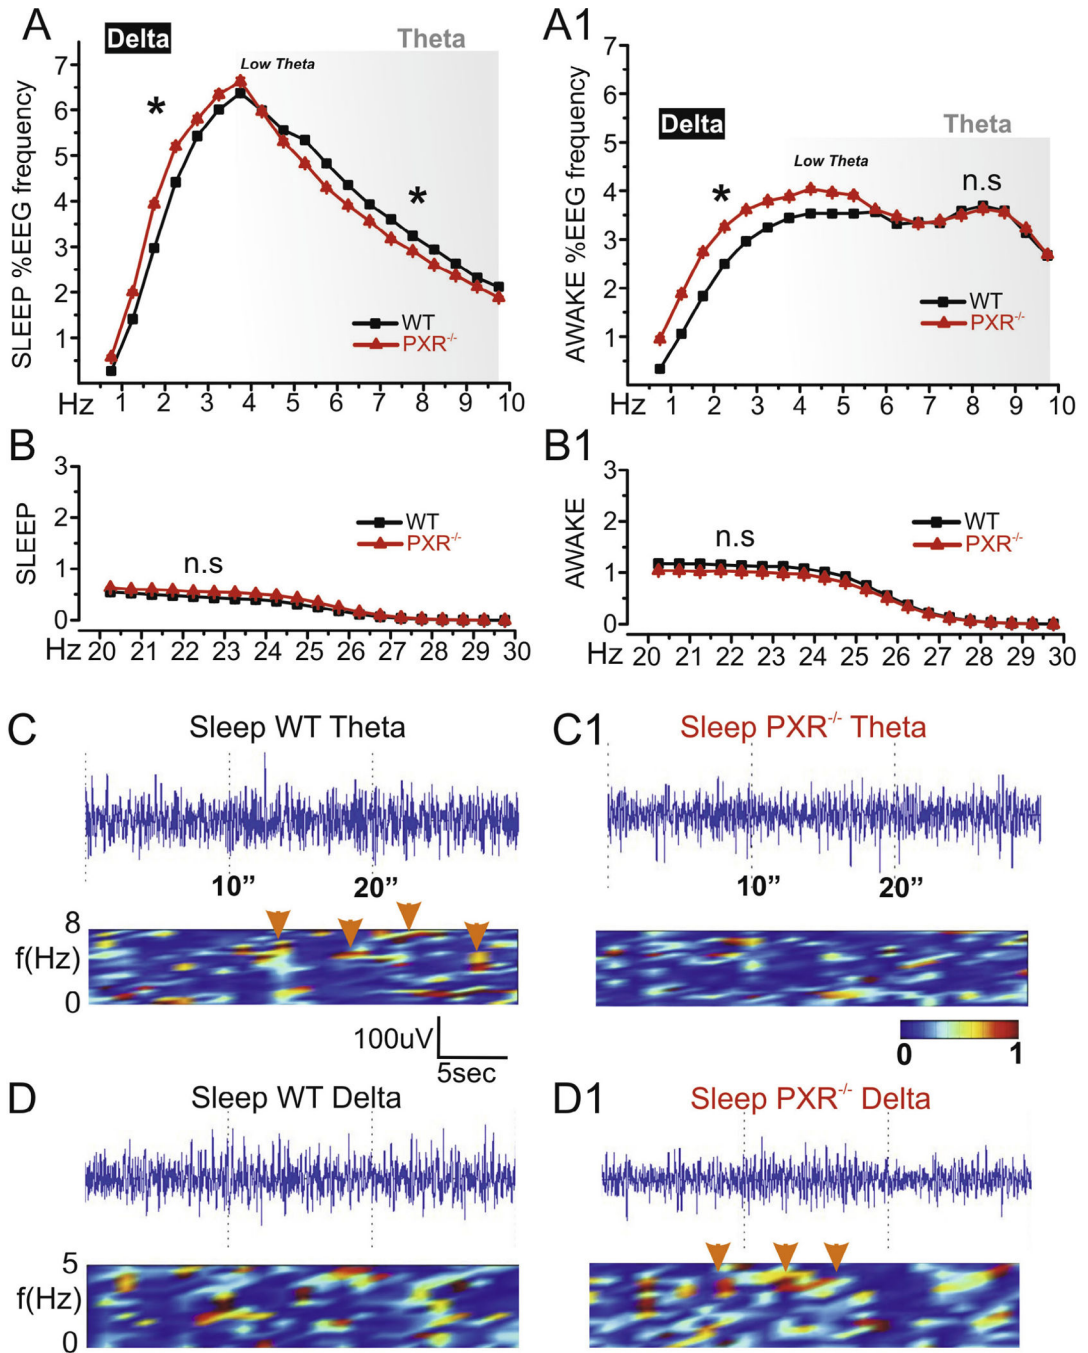 A
Delta
Theta
Low Theta
*
*
SLEEP %EEG frequency
7
6
5
4
3
2
1
WT
PXR-/-
Hz 1 2 3 4 5 6 7 8 9 10
A1
Delta
Theta
Low Theta
*
n.s
AWAKE %EEG frequency
7
6
5
4
3
2
1
WT
PXR-/-
Hz 1 2 3 4 5 6 7 8 9 10
B
SLEEP
3
2
1
0
n.s
WT
PXR-/-
Hz 20 21 22 23 24 25 26 27 28 29 30
B1
AWAKE
3
2
1
0
n.s
WT
PXR-/-
Hz 20 21 22 23 24 25 26 27 28 29 30
C
Sleep WT Theta
10”
20”
8
f(Hz)
0
C1
Sleep PXR-/- Theta
10”
20”
100uV
5sec
0 1
D
Sleep WT Delta
5
f(Hz)
0
D1
Sleep PXR-/- Delta